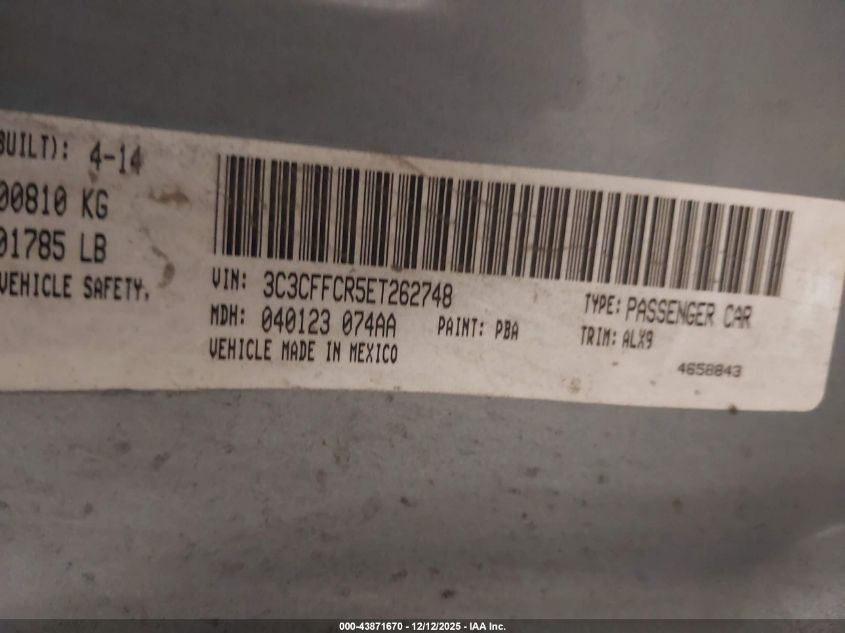 BUILT): 4-14
00810 KG
01785 LB
VEHICLE SAFETY.
VIN: 3C3CFFCR5ET262748
TYPE: PASSENGER CAR
MDH: 040123 074AA
PAINT: PBA
TRIM: ALX9
VEHICLE MADE IN MEXICO
4658843
000-43871670 - 12/12/2025 - IAA Inc.